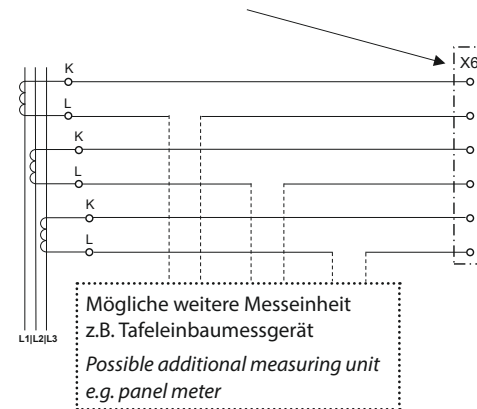 X6
K
L
K
L
K
L
Mögliche weitere Messeinheit
z.B. Tafeleinbaumessgerät
Possible additional measuring unit
e.g. panel meter
L1|L2|L3